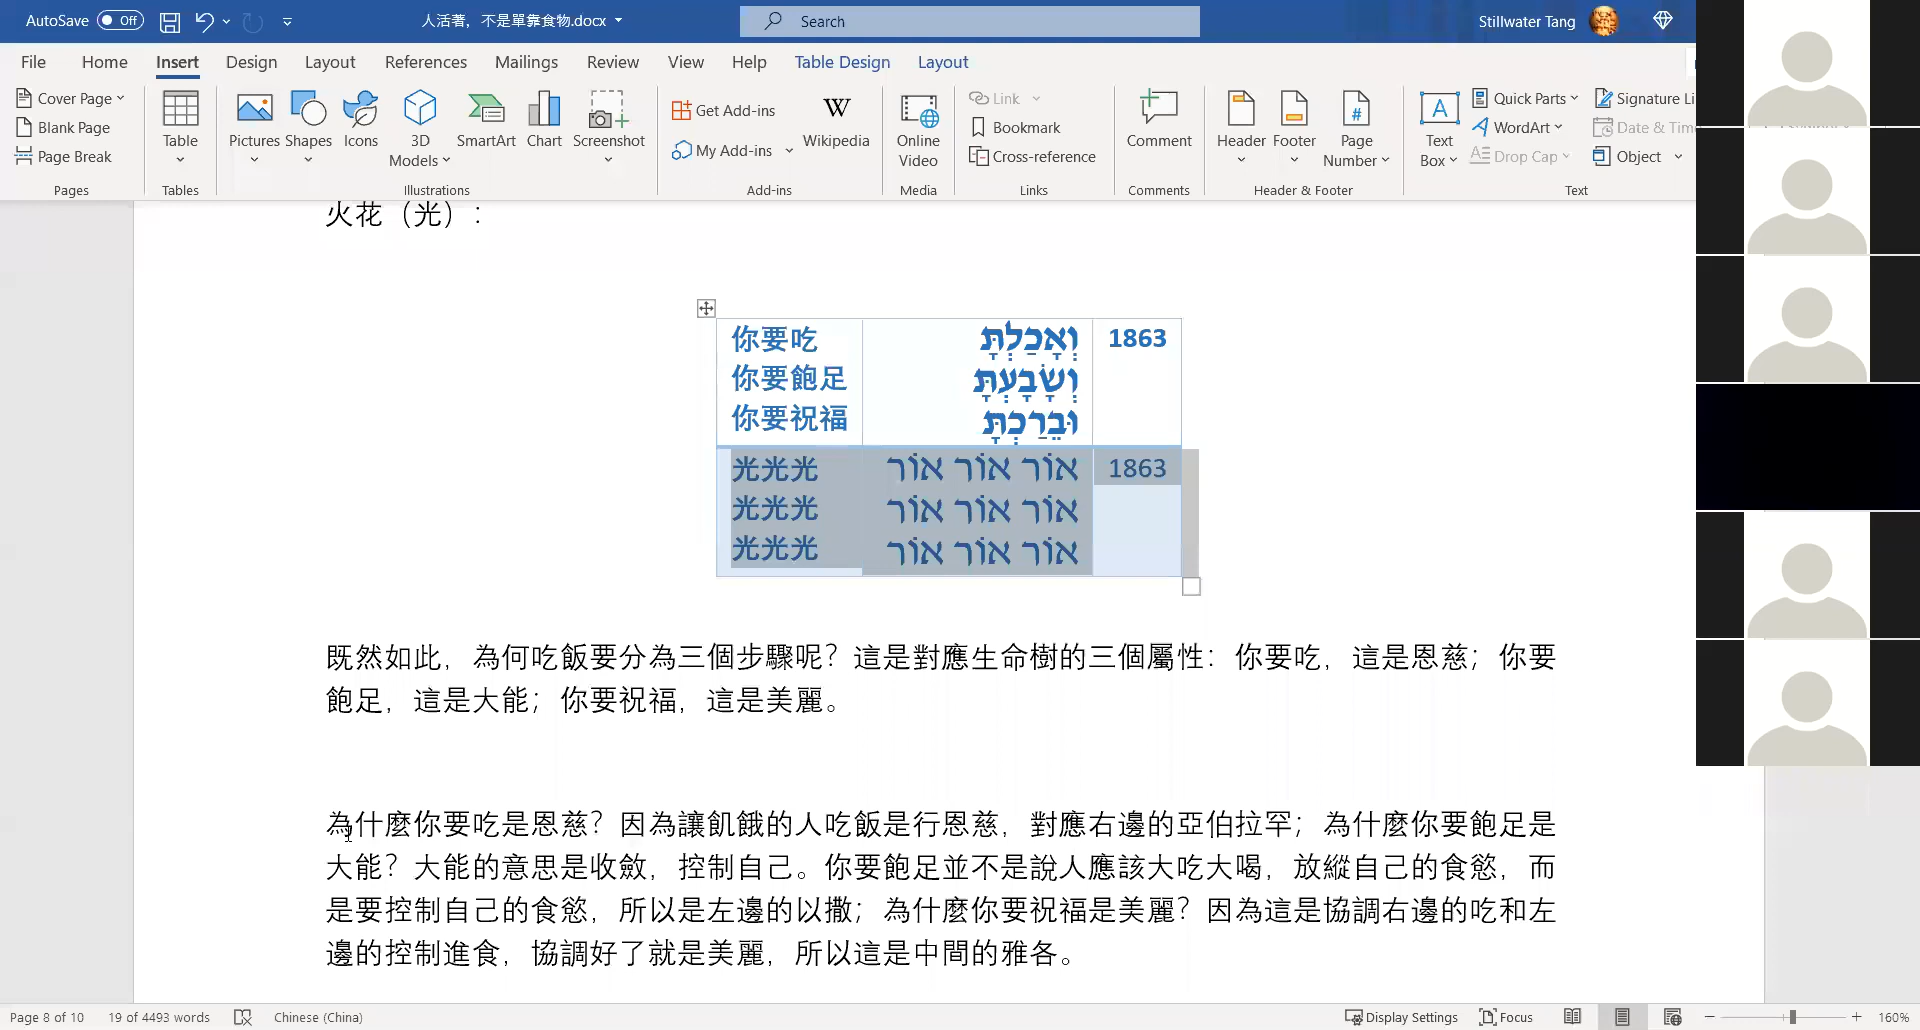 AutoSave Off 人活著，不是單靠食物.docx Search Stillwater Tang
File Home Insert Design Layout References Mailings Review View Help Table Design Layout
Cover Page
Blank Page
Page Break
Pages
Table
Tables
Pictures Shapes Icons 3D Models SmartArt Chart Screenshot
Illustrations
Get Add-ins
My Add-ins
Wikipedia
Add-ins
Online Video
Media
Link
Bookmark
Cross-reference
Links
Comment
Comments
Header Footer Page Number
Header & Footer
Text Box
Quick Parts
WordArt
Drop Cap
Signature Li
Date & Tim
Object
Text
火花（光）：
你要吃 וְאָכַלְתָּ 1863
你要飽足 וְשָׂבָעְתָּ
你要祝福 וּבֵרַכְתָּ
光光光 אוֹר אוֹר אוֹר 1863
光光光 אוֹר אוֹר אוֹר
光光光 אוֹר אוֹר אוֹר
既然如此，為何吃飯要分為三個步驟呢？這是對應生命樹的三個屬性：你要吃，這是恩慈；你要
飽足，這是大能；你要祝福，這是美麗。
為什麼你要吃是恩慈？因為讓飢餓的人吃飯是行恩慈，對應右邊的亞伯拉罕；為什麼你要飽足是
大能？大能的意思是收斂，控制自己。你要飽足並不是說人應該大吃大喝，放縱自己的食慾，而
是要控制自己的食慾，所以是左邊的以撒；為什麼你要祝福是美麗？因為這是協調右邊的吃和左
邊的控制進食，協調好了就是美麗，所以這是中間的雅各。
Page 8 of 10 19 of 4493 words Chinese (China) Display Settings Focus 160%